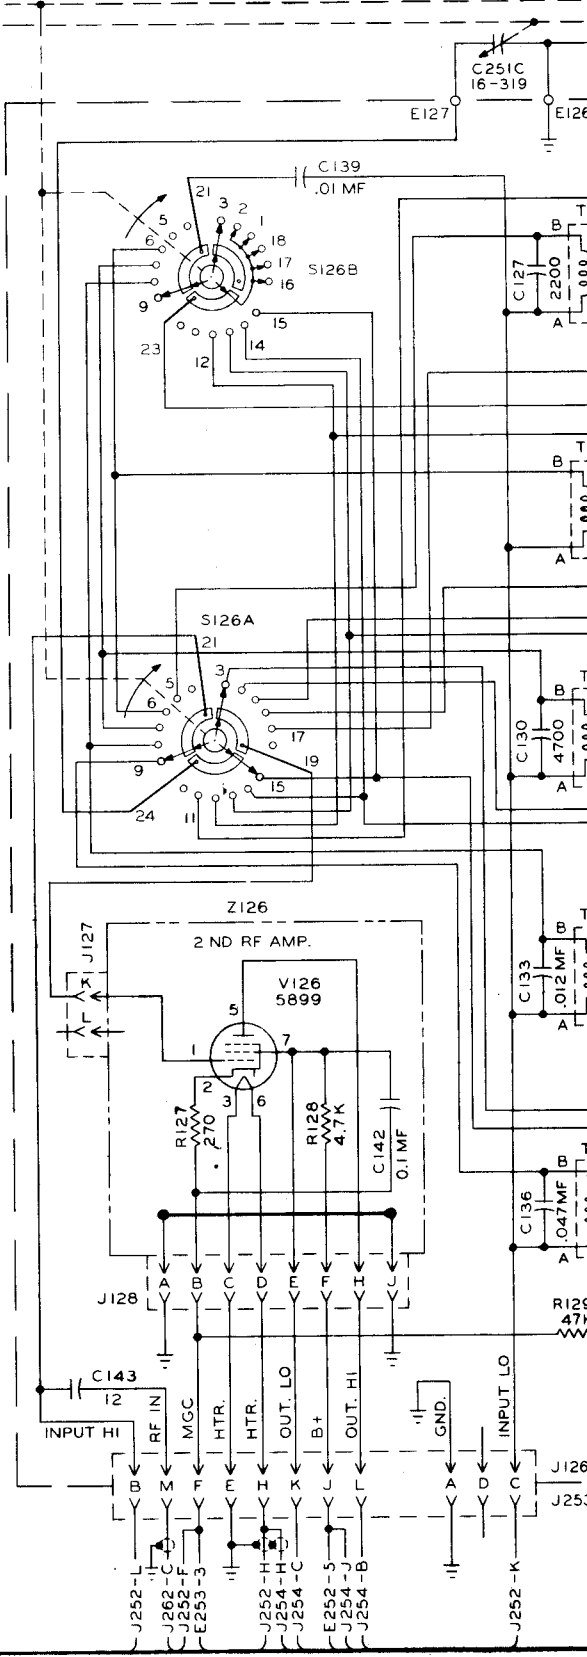 C251C
16-319
E127
E126
C139
.01 MF
21
3
2
1
5
18
6
17
S126B
16
9
15
14
23
12
B
C127
2200
A
T
B
A
T
S126A
21
3
5
6
B
T
C130
4700
17
19
9
15
A
24
11
Z126
2 ND RF AMP.
J127
K
L
V126
5899
B
T
C133
.012 MF
A
5
1
7
2
3
6
R127
270
R128
4.7K
C142
0.1 MF
B
T
C136
.047MF
A
J128
A
B
C
D
E
F
H
J
R129
47K
C143
12
INPUT HI
RF IN
MGC
HTR.
HTR.
OUT. LO
B+
OUT. HI
GND.
INPUT LO
B
M
F
E
H
K
J
L
A
D
C
J126
J253
J252-L
J262-C
J252-F
E253-3
J252-H
J254-H
J254-C
E252-5
J254-J
J254-B
J252-K